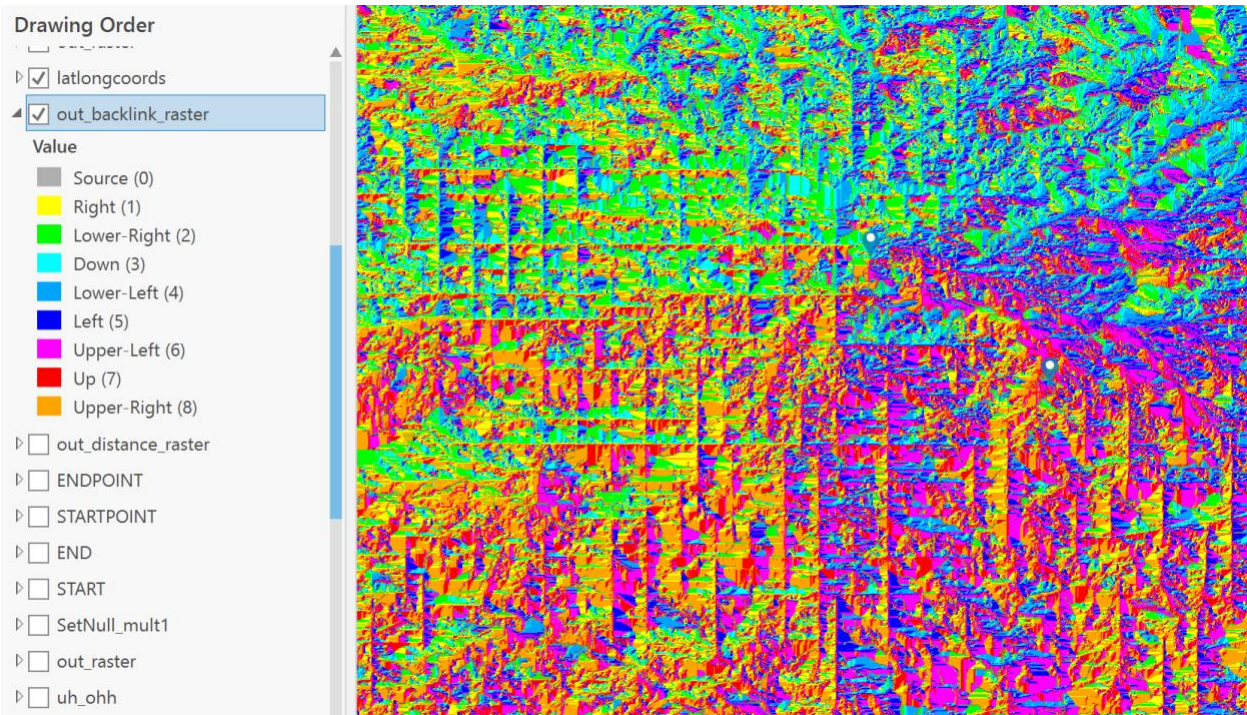 Drawing Order
latlongcoords
out_backlink_raster
Value
Source (0)
Right (1)
Lower-Right (2)
Down (3)
Lower-Left (4)
Left (5)
Upper-Left (6)
Up (7)
Upper-Right (8)
out_distance_raster
ENDPOINT
STARTPOINT
END
START
SetNull_mult1
out_raster
uh_ohh